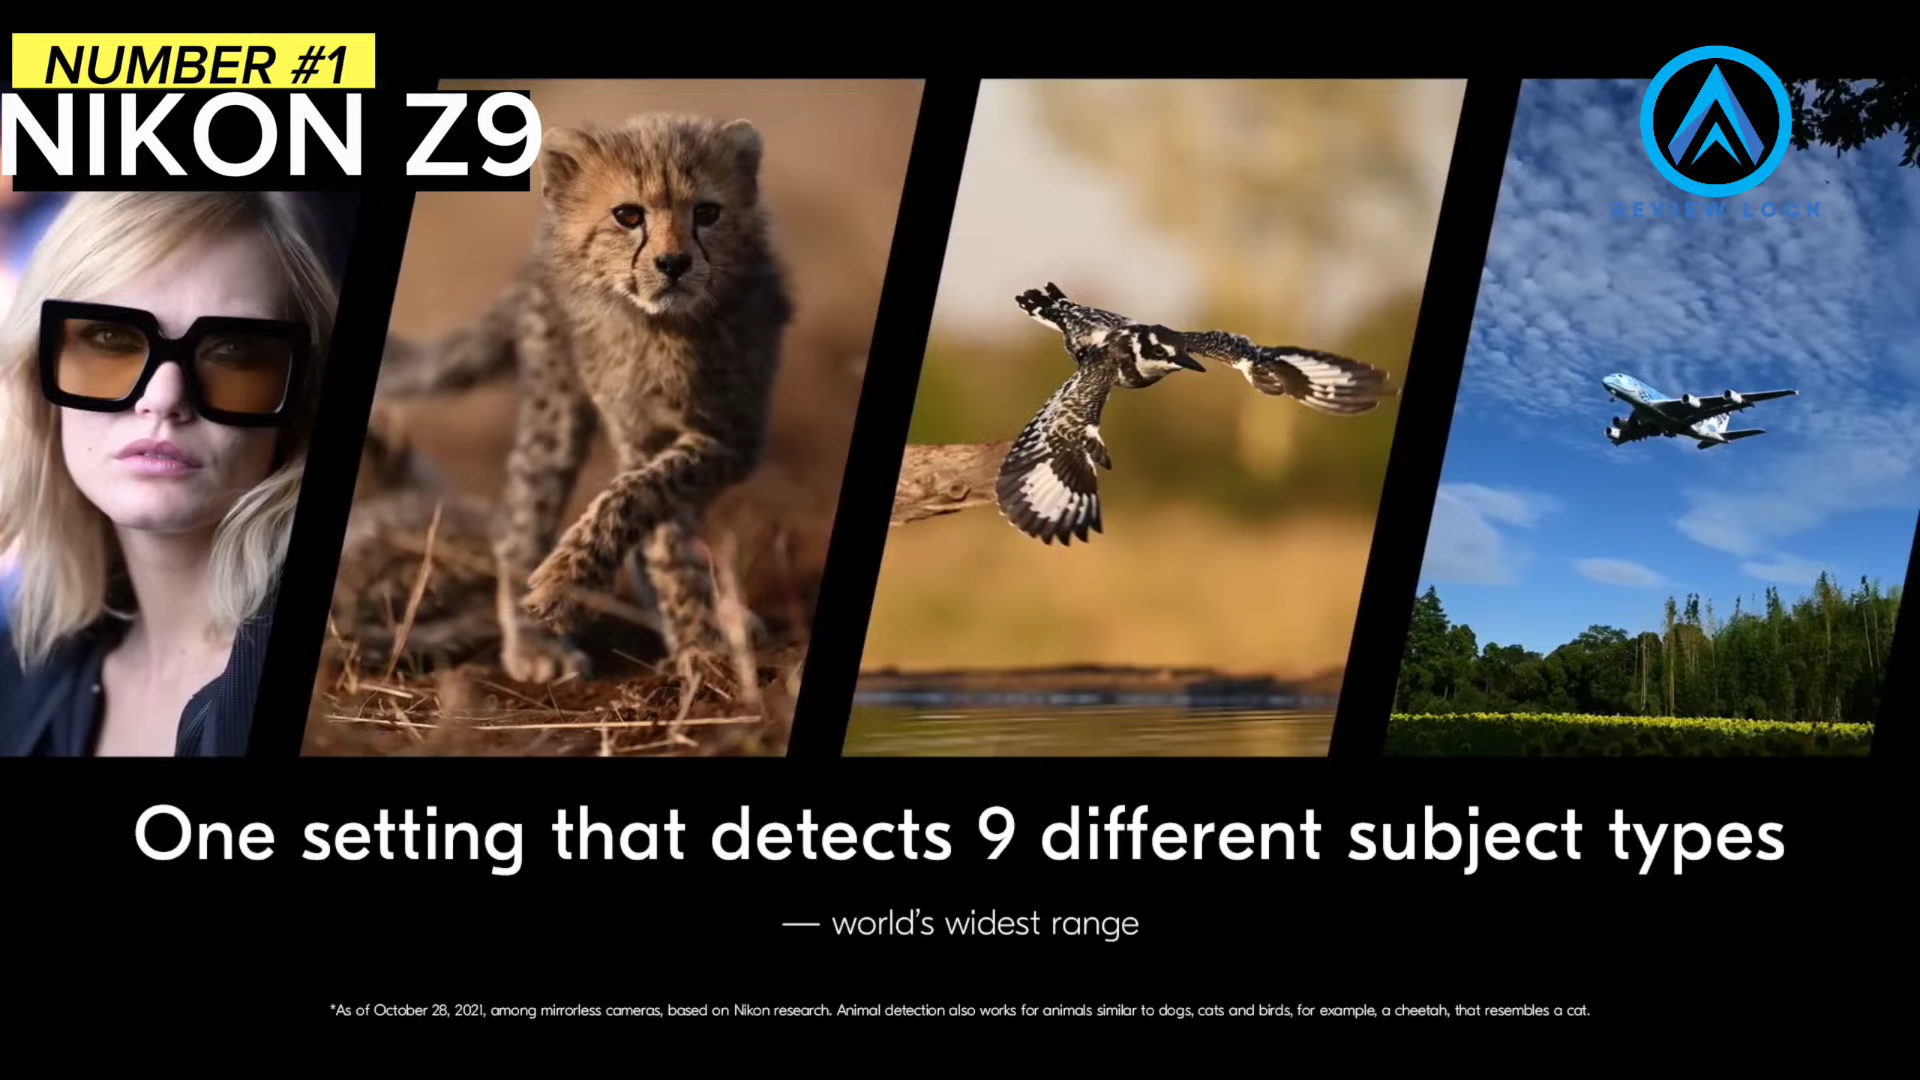 NUMBER #1
NIKON Z9
REVIEW LOCK
One setting that detects 9 different subject types
— world's widest range
*As of October 28, 2021, among mirrorless cameras, based on Nikon research. Animal detection also works for animals similar to dogs, cats and birds, for example, a cheetah, that resembles a cat.